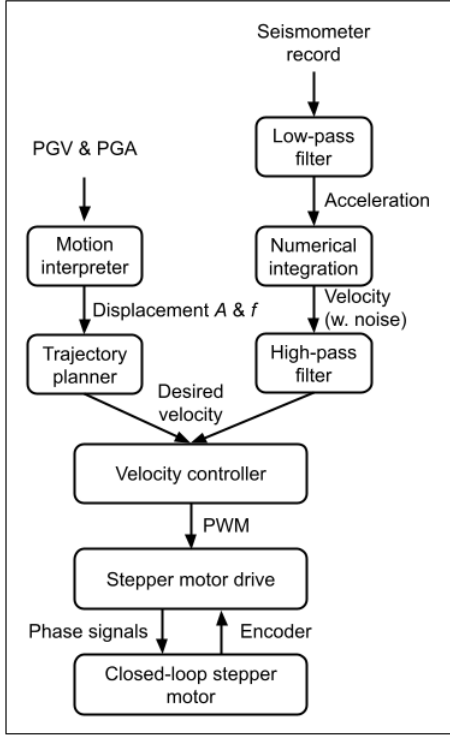 Seismometer
record
Low-pass
filter
PGV & PGA
Acceleration
Motion
interpreter
Numerical
integration
Displacement A & f
Velocity
(w. noise)
Trajectory
planner
High-pass
filter
Desired
velocity
Velocity controller
PWM
Stepper motor drive
Phase signals
Encoder
Closed-loop stepper
motor